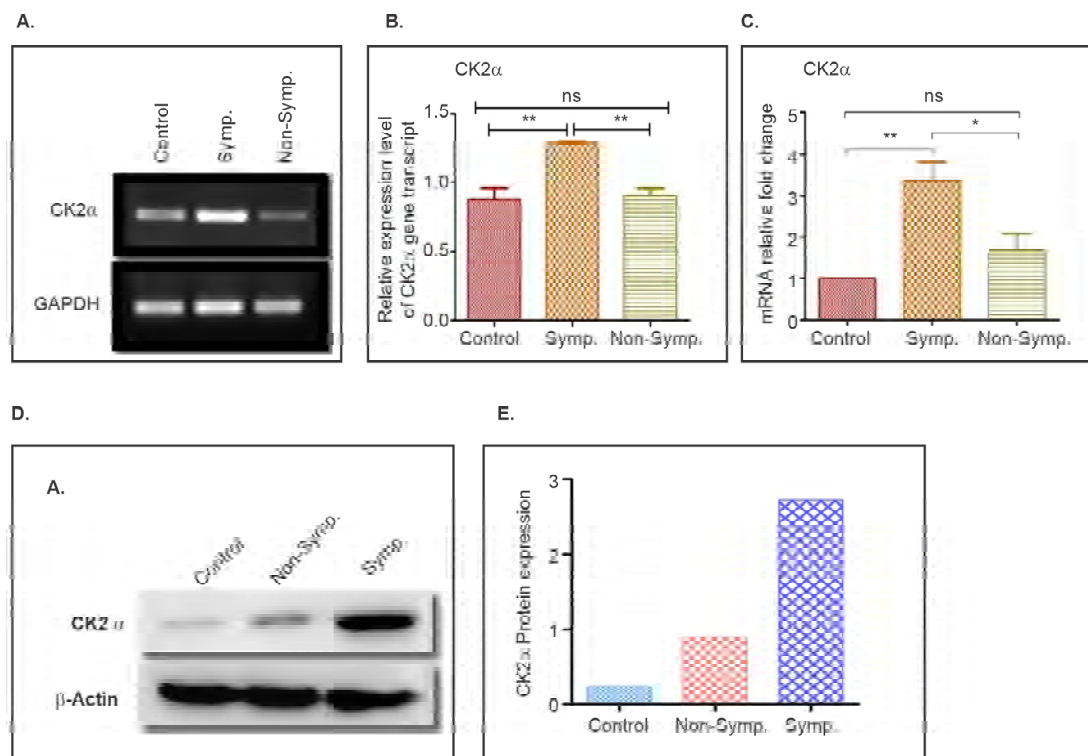 A.
Control
Symp.
Non-Symp.
CK2α
GAPDH
B.
CK2α
ns
**
**
Relative expression level
of CK2α gene transcript
1.5
1.0
0.5
0.0
Control
Symp.
Non-Symp.
C.
CK2α
ns
**
*
mRNA relative fold change
5
4
3
2
1
0
Control
Symp.
Non-Symp.
D.
A.
Control
Non-Symp.
Symp.
CK2 α
β-Actin
E.
CK2α Protein expression
3
2
1
0
Control
Non-Symp.
Symp.